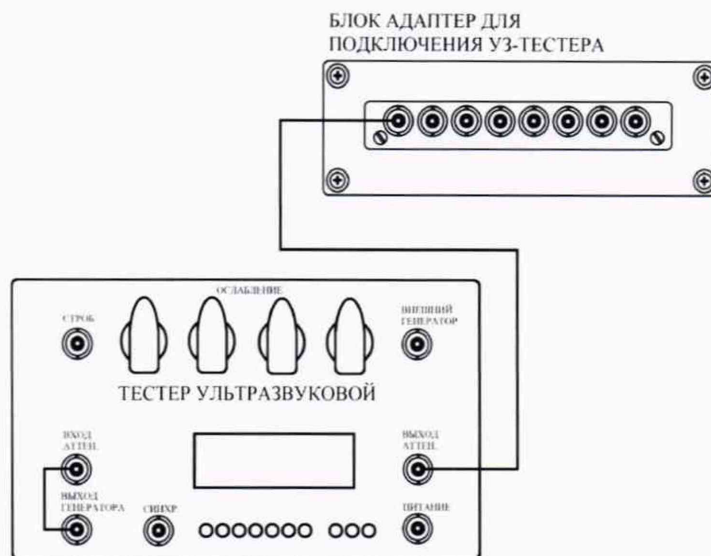 БЛОК АДАПТЕР ДЛЯ
ПОДКЛЮЧЕНИЯ УЗ-ТЕСТЕРА
ОСЛАБЛЕНИЕ
СТРОБ
ВНЕШНИЙ
ГЕНЕРАТОР
ТЕСТЕР УЛЬТРАЗВУКОВОЙ
ВХОД
АТТЕН.
ВЫХОД
АТТЕН.
ВЫХОД
ГЕНЕРАТОРА
СИНХР.
ПИТАНИЕ